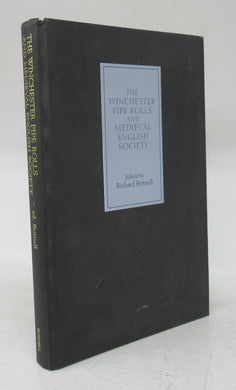 THE
WINCHESTER
PIPE ROLLS
AND
MEDIEVAL
ENGLISH
SOCIETY
Edited by
Richard Britnell
THE WINCHESTER PIPE ROLLS
AND MEDIEVAL ENGLISH SOCIETY · ed. Britnell
BOYDELL